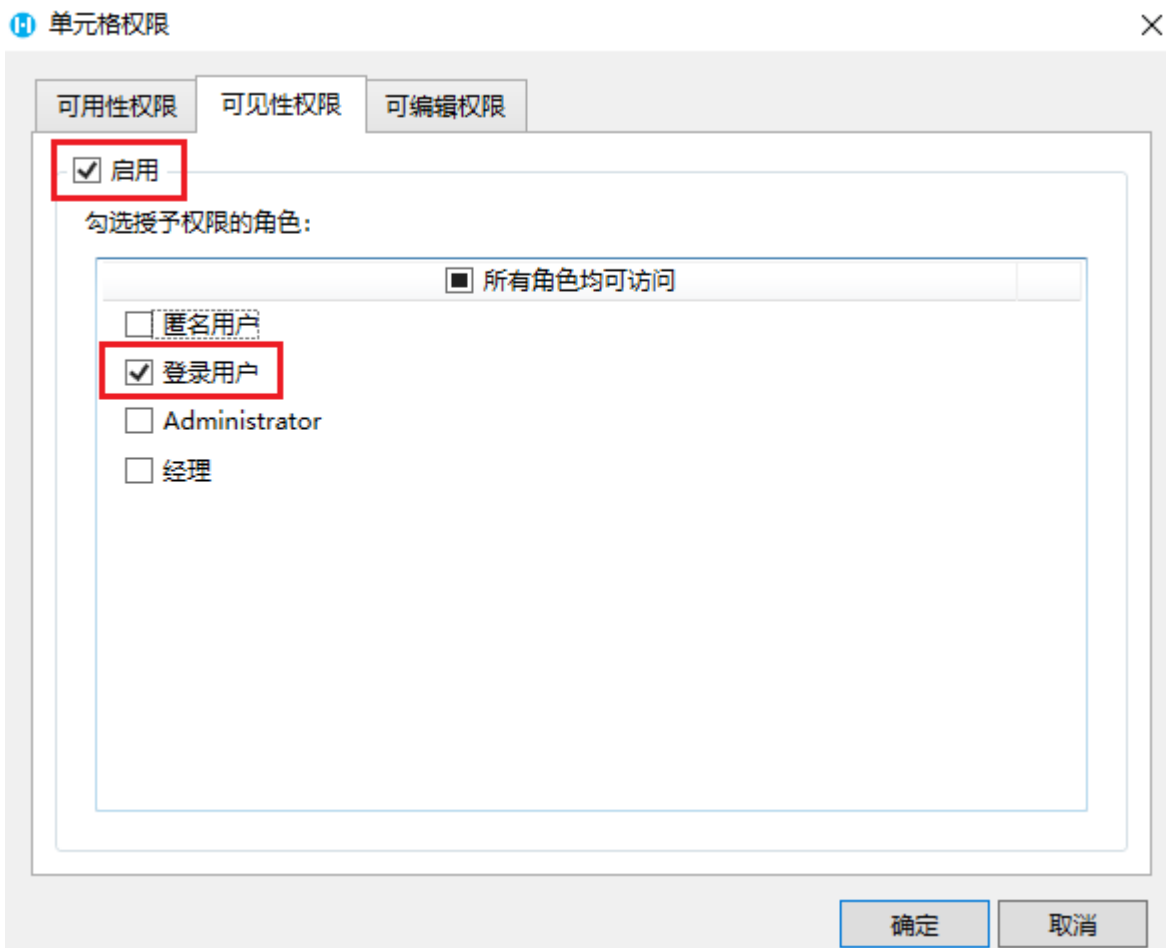 单元格权限
可用性权限 可见性权限 可编辑权限
启用
勾选授予权限的角色:
所有角色均可访问
匿名用户
登录用户
Administrator
经理
确定 取消